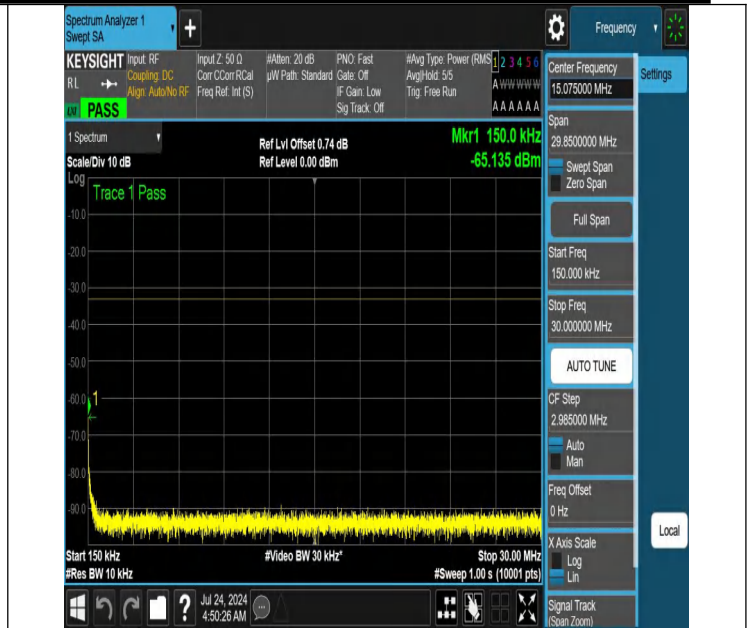 Spectrum Analyzer 1
Swept SA
+
Frequency
KEYSIGHT
RL
PASS
Input: RF
Coupling: DC
Align: Auto/No RF
Input Z: 50 Ω
Corr CCorr RCal
Freq Ref: Int (S)
#Atten: 20 dB
µW Path: Standard
PNO: Fast
Gate: Off
IF Gain: Low
Sig Track: Off
#Avg Type: Power (RMS
Avg|Hold: 5/5
Trig: Free Run
1 2 3 4 5 6
A W W W W W
A A A A A A
1 Spectrum
Scale/Div 10 dB
Ref Lvl Offset 0.74 dB
Ref Level 0.00 dBm
Mkr1 150.0 kHz
-65.135 dBm
Log
Trace 1 Pass
-10.0
-20.0
-30.0
-40.0
-50.0
-60.0
-70.0
-80.0
-90.0
1
Start 150 kHz
#Res BW 10 kHz
#Video BW 30 kHz*
Stop 30.00 MHz
#Sweep 1.00 s (10001 pts)
Jul 24, 2024
4:50:26 AM
?
Center Frequency
15.075000 MHz
Span
29.8500000 MHz
Swept Span
Zero Span
Full Span
Start Freq
150.000 kHz
Stop Freq
30.000000 MHz
AUTO TUNE
CF Step
2.985000 MHz
Auto
Man
Freq Offset
0 Hz
X Axis Scale
Log
Lin
Signal Track
(Span Zoom)
Settings
Local